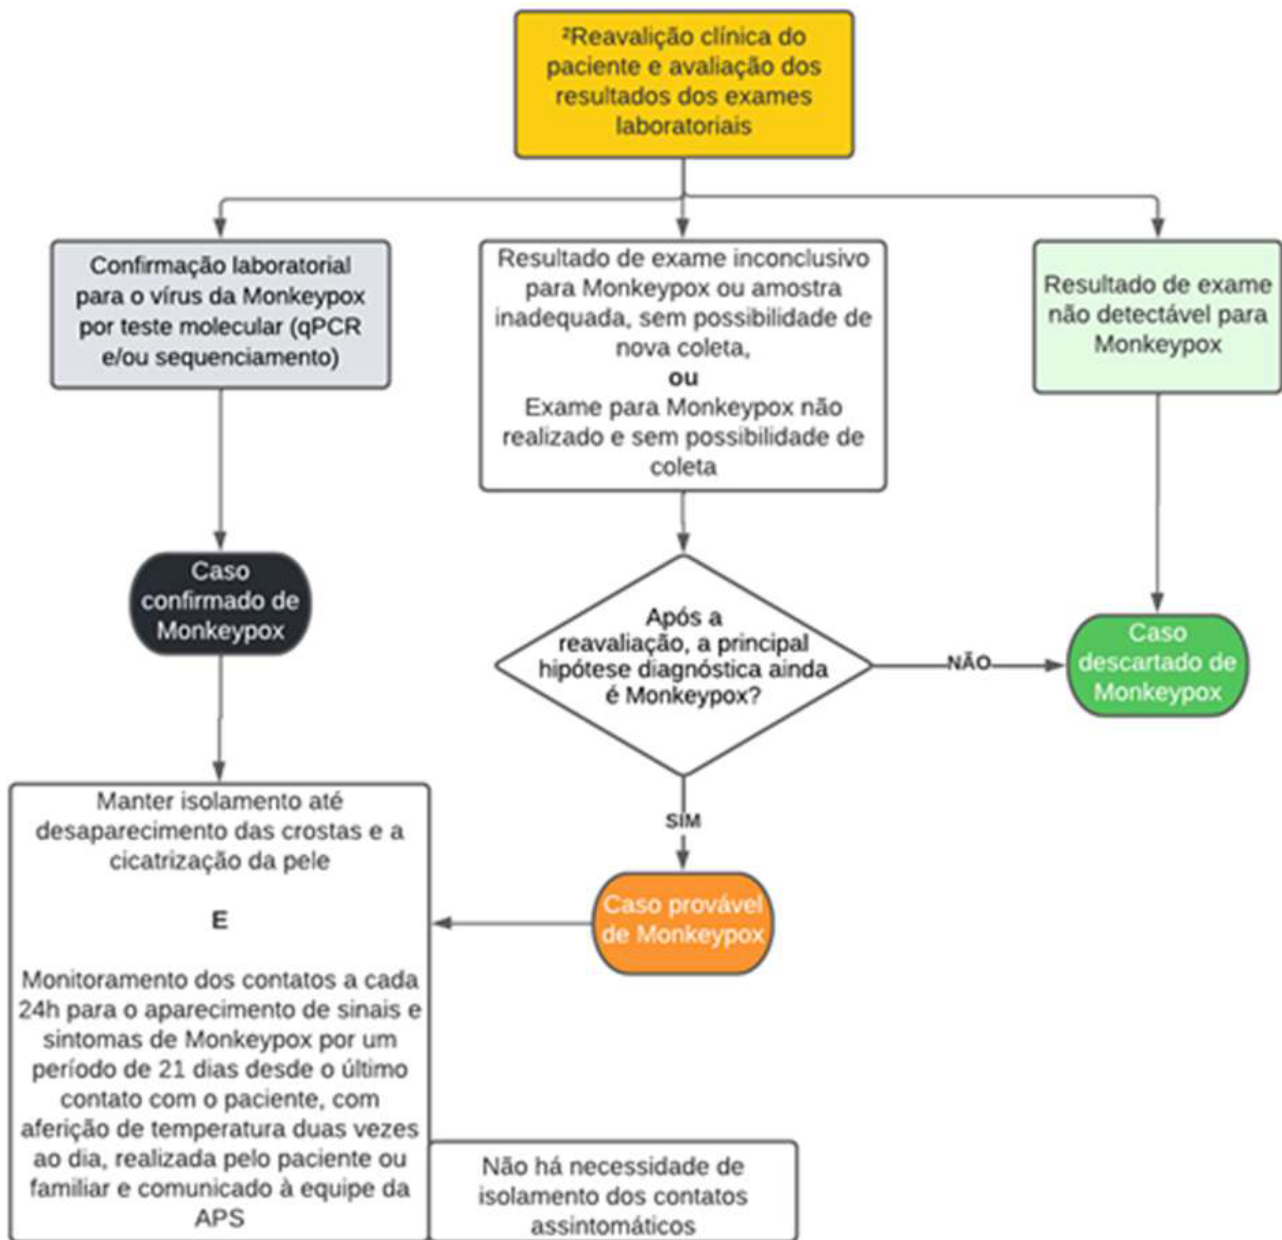 ²Reavalição clínica do
paciente e avaliação dos
resultados dos exames
laboratoriais
Confirmação laboratorial
para o vírus da Monkeypox
por teste molecular (qPCR
e/ou sequenciamento)
Resultado de exame inconclusivo
para Monkeypox ou amostra
inadequada, sem possibilidade de
nova coleta,
ou
Exame para Monkeypox não
realizado e sem possibilidade de
coleta
Resultado de exame
não detectável para
Monkeypox
Caso
confirmado de
Monkeypox
Após a
reavaliação, a principal
hipótese diagnóstica ainda
é Monkeypox?
NÃO
Caso
descartado de
Monkeypox
SIM
Caso provável
de Monkeypox
Manter isolamento até
desaparecimento das crostas e a
cicatrização da pele
E
Monitoramento dos contatos a cada
24h para o aparecimento de sinais e
sintomas de Monkeypox por um
período de 21 dias desde o último
contato com o paciente, com
aferição de temperatura duas vezes
ao dia, realizada pelo paciente ou
familiar e comunicado à equipe da
APS
Não há necessidade de
isolamento dos contatos
assintomáticos